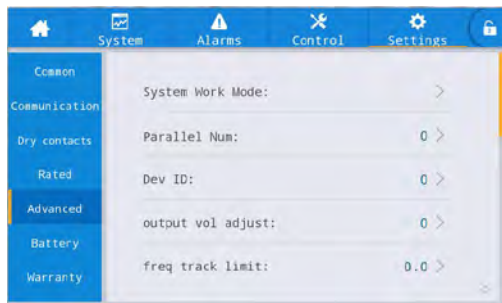 System
Alarms
Control
Settings
Common
Communication
Dry contacts
Rated
Advanced
Battery
Warranty
System Work Mode:
Parallel Num: 0
Dev ID: 0
output vol adjust: 0
freq track limit: 0.0